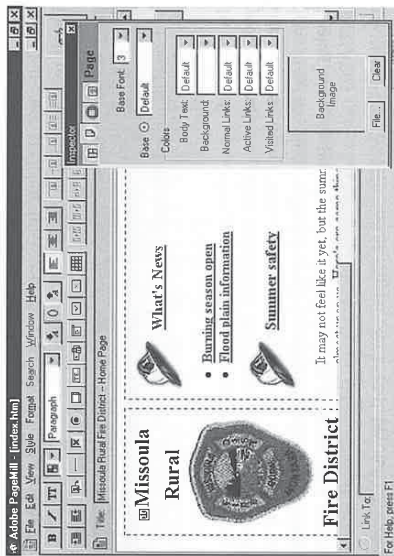 Adobe PageMill - [index.htm]
File Edit View Style Format Search Window Help
B I TT Paragraph
Title: Missoula Rural Fire District – Home Page
Missoula
Rural
Fire District
What's News
Burning season open
Flood plain information
Summer safety
It may not feel like it yet, but the summ
Inspector
Page
Base Font: 3
Base Default
Colors
Body Text: Default
Background:
Normal Links: Default
Active Links: Default
Visited Links: Default
Background
Image
File... Clear
Link To:
For Help, press F1